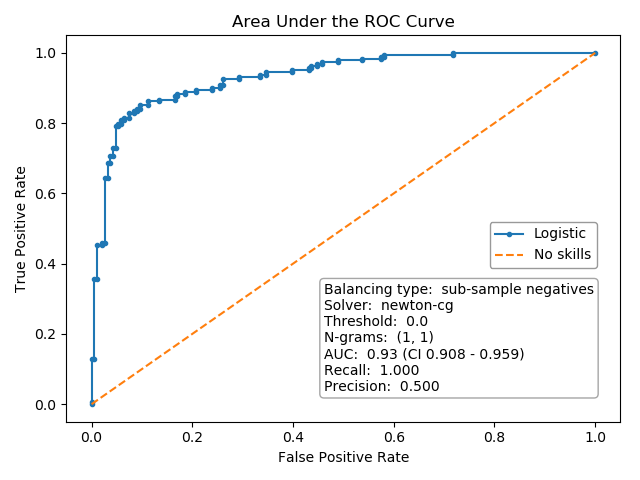 Area Under the ROC Curve
True Positive Rate
1.0
0.8
0.6
0.4
0.2
0.0
Logistic
No skills
Balancing type:  sub-sample negatives
Solver:  newton-cg
Threshold:  0.0
N-grams:  (1, 1)
AUC:  0.93 (CI 0.908 - 0.959)
Recall:  1.000
Precision:  0.500
0.0 0.2 0.4 0.6 0.8 1.0
False Positive Rate